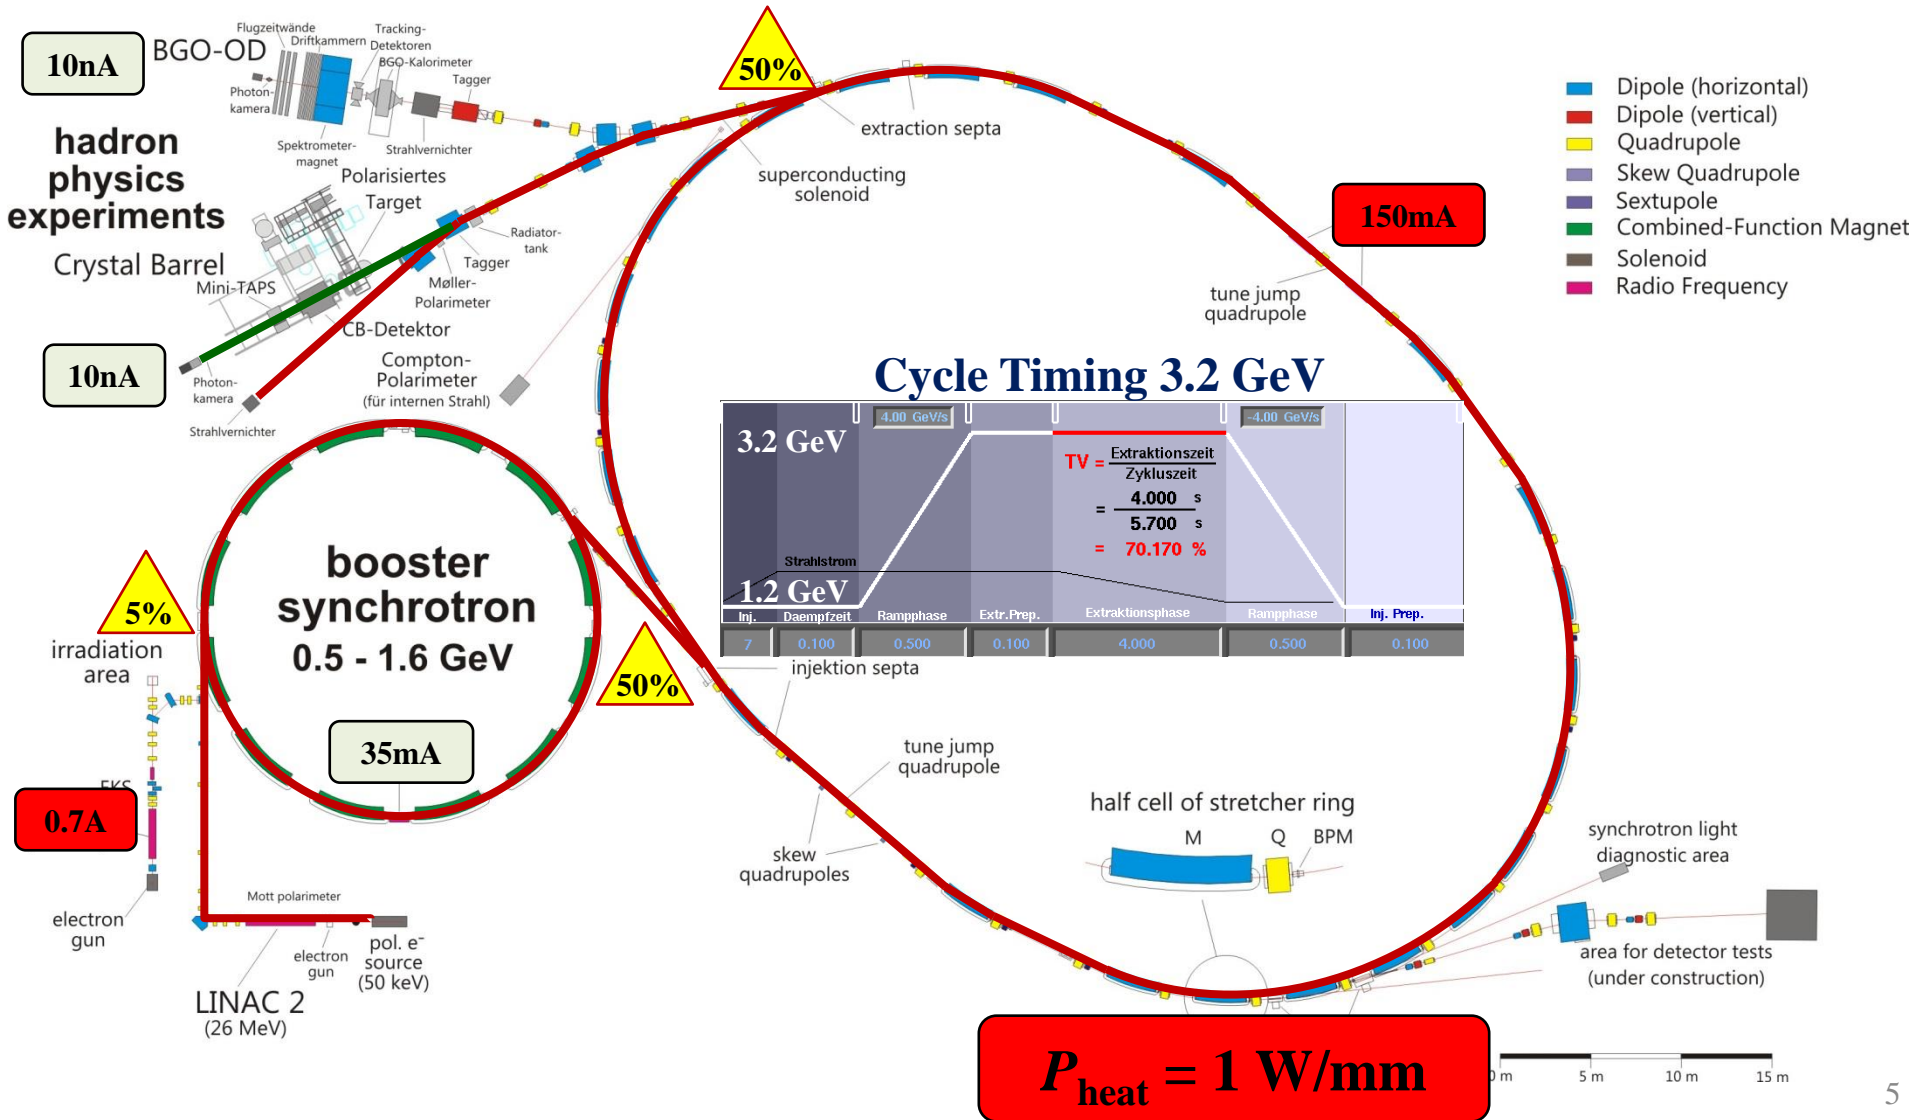 10nA
BGO-OD
Flugzeitwände
Driftkammern
Tracking-
Detektoren
BGO-Kalorimeter
Tagger
Photon-
kamera
Spektrometer-
magnet
Strahlvernichter
hadron
physics
experiments
Polarisiertes
Target
Crystal Barrel
Mini-TAPS
Radiator-
tank
Tagger
Møller-
Polarimeter
CB-Detektor
10nA
Photon-
kamera
Strahlvernichter
Compton-
Polarimeter
(für internen Strahl)
50%
extraction septa
superconducting
solenoid
150mA
tune jump
quadrupole
Dipole (horizontal)
Dipole (vertical)
Quadrupole
Skew Quadrupole
Sextupole
Combined-Function Magnet
Solenoid
Radio Frequency
Cycle Timing 3.2 GeV
4.00 GeV/s
-4.00 GeV/s
3.2 GeV
TV = Extraktionszeit
Zykluszeit
= 4.000 s
5.700 s
= 70.170 %
Strahlstrom
1.2 GeV
Inj. Daempfzeit Rampphase Extr.Prep. Extraktionsphase Rampphase Inj. Prep.
7 0.100 0.500 0.100 4.000 0.500 0.100
booster
synchrotron
0.5 - 1.6 GeV
35mA
5%
50%
irradiation
area
0.7A
electron
gun
Mott polarimeter
electron
gun
pol. e⁻
source
(50 keV)
LINAC 2
(26 MeV)
injektion septa
tune jump
quadrupole
skew
quadrupoles
half cell of stretcher ring
M Q BPM
synchrotron light
diagnostic area
area for detector tests
(under construction)
P heat = 1 W/mm
0 m 5 m 10 m 15 m
5